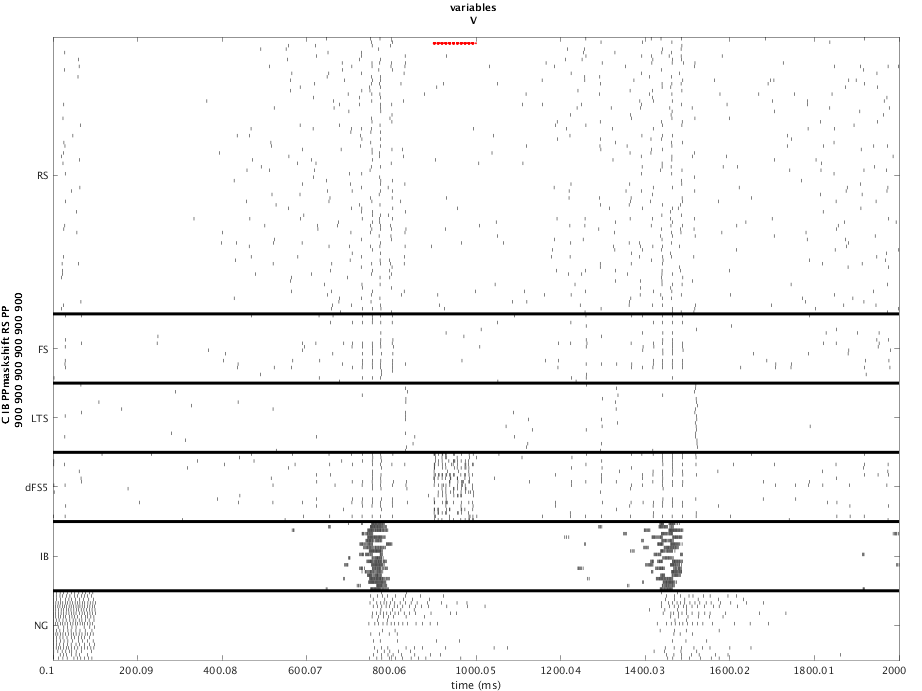 variables
V
C IB PPmaskshift RS PP
900 900 900 900 900 900 900
RS
FS
LTS
dFS5
IB
NG
0.1 200.09 400.08 600.07 800.06 1000.05 1200.04 1400.03 1600.02 1800.01 2000
time (ms)